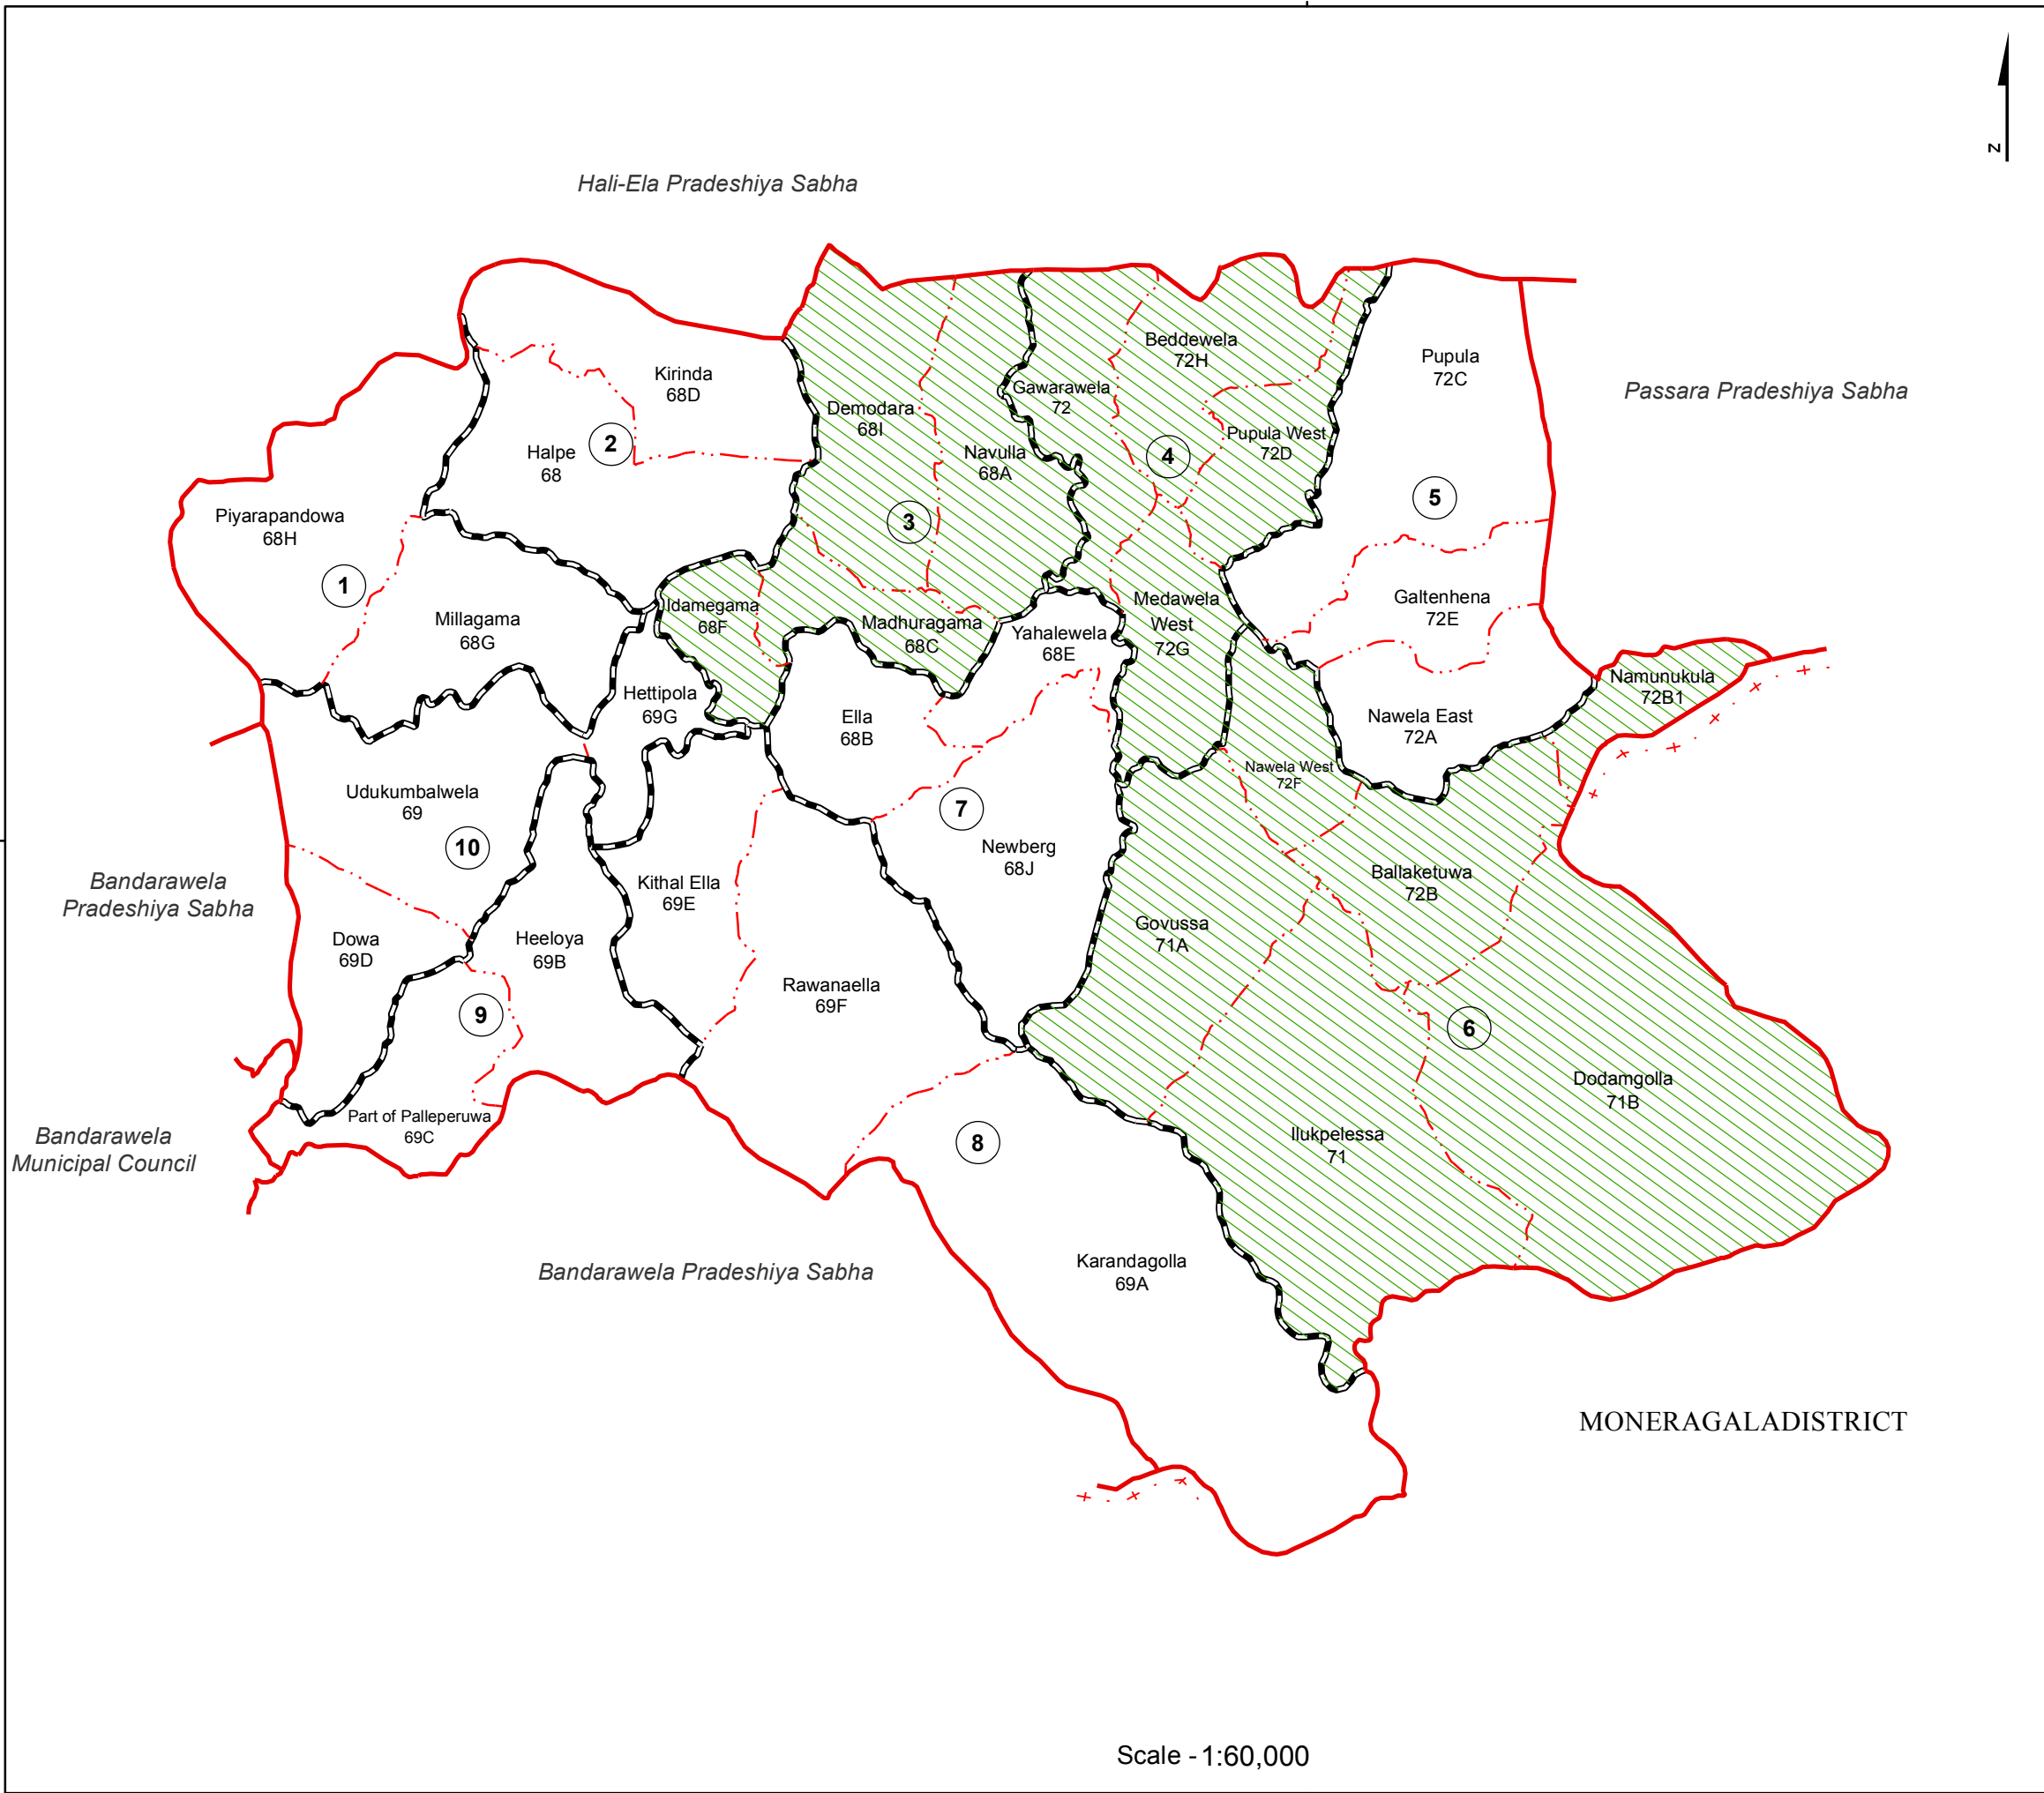 N
Hali-Ela Pradeshiya Sabha
Beddewela
72H
Pupula
72C
Passara Pradeshiya Sabha
Kirinda
68D
Gawarawela
72
Demodara
68I
Halpe
68
2
Navulla
68A
4
Pupula West
72D
5
Piyarapandowa
68H
3
1
Idamegama
68F
Millagama
68G
Madhuragama
68C
Yahalewela
68E
Medawela
West
72G
Galtenhena
72E
Namunukula
72B1
Hettipola
69G
Ella
68B
Nawela East
72A
Nawela West
72F
Udukumbalwela
69
7
10
Newberg
68J
Ballaketuwa
72B
Bandarawela
Pradeshiya Sabha
Kithal Ella
69E
Govussa
71A
Dowa
69D
Heeloya
69B
Rawanaella
69F
9
6
Dodamgolla
71B
Part of Palleperuwa
69C
Bandarawela
Municipal Council
8
Ilukpelessa
71
Bandarawela Pradeshiya Sabha
Karandagolla
69A
MONERAGALADISTRICT
Scale - 1:60,000